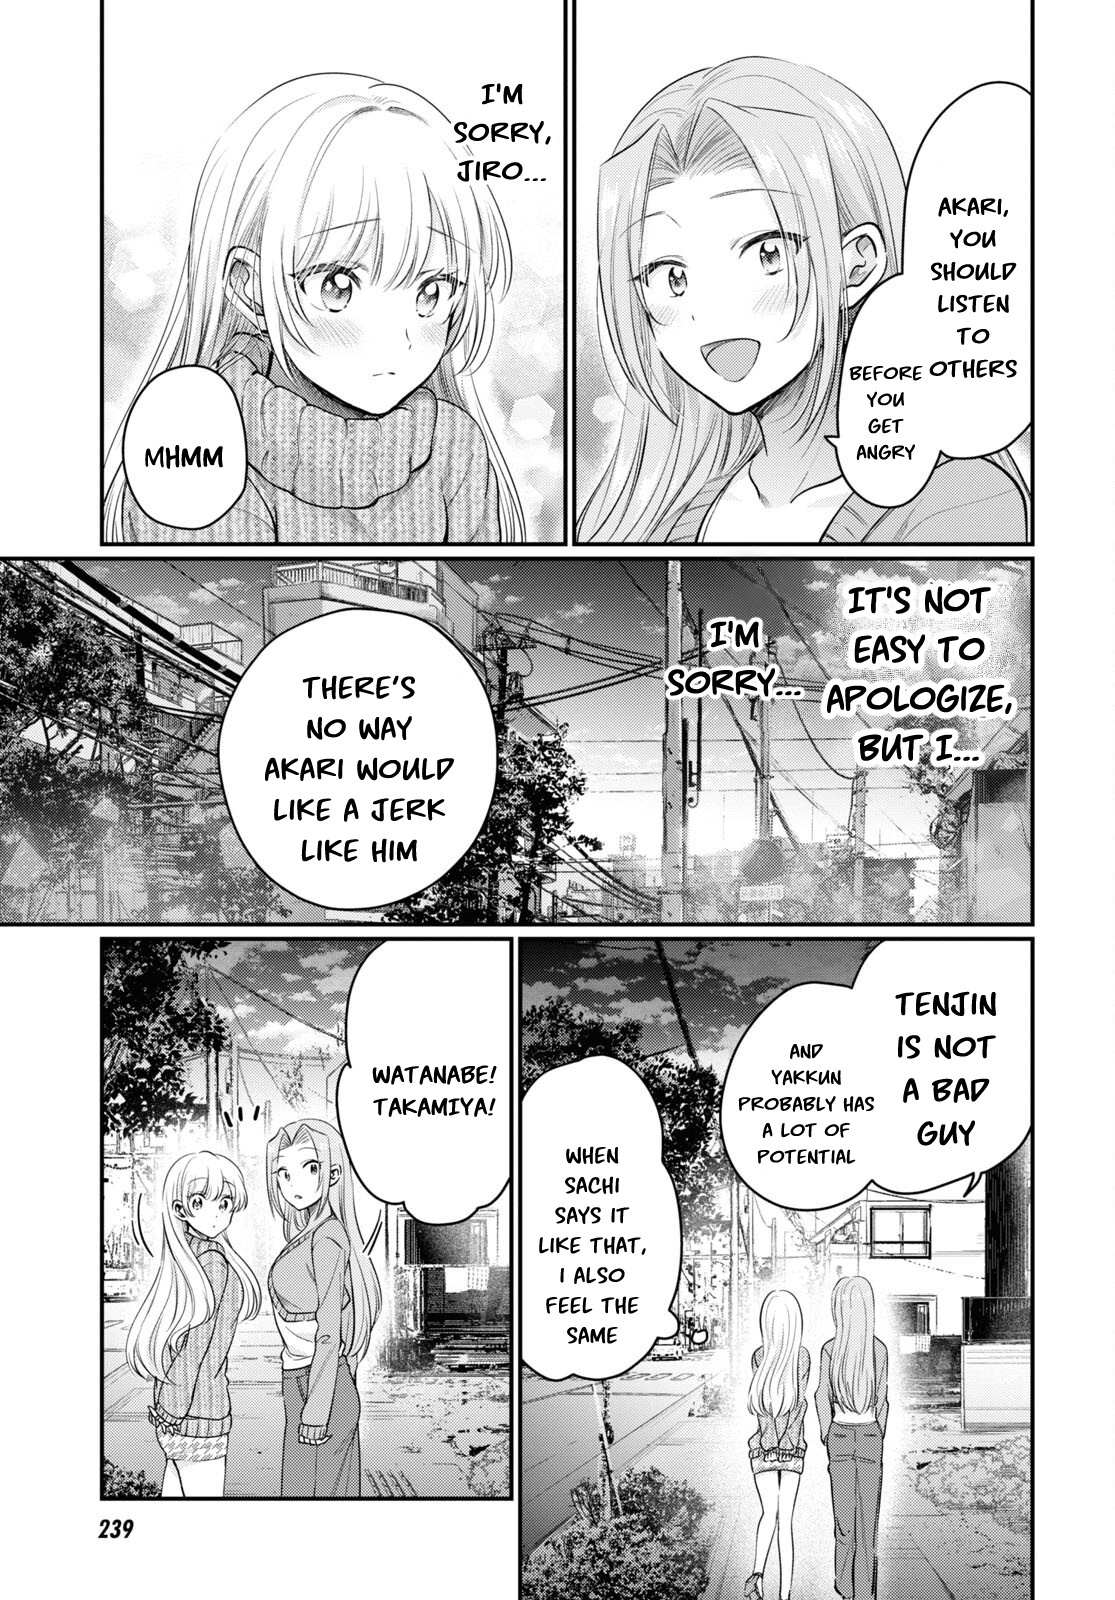 AKARI,
YOU
SHOULD
LISTEN
TO
OTHERS
BEFORE
YOU
GET
ANGRY
I'M
SORRY,
JIRO...
MHMM
IT'S NOT
EASY TO
APOLOGIZE,
BUT I...
I'M
SORRY...
THERE'S
NO WAY
AKARI WOULD
LIKE A JERK
LIKE HIM
TENJIN
IS NOT
A BAD
GUY
AND
YAKKUN
PROBABLY HAS
A LOT OF
POTENTIAL
WHEN
SACHI
SAYS IT
LIKE THAT,
I ALSO
FEEL THE
SAME
WATANABE!
TAKAMIYA!
239